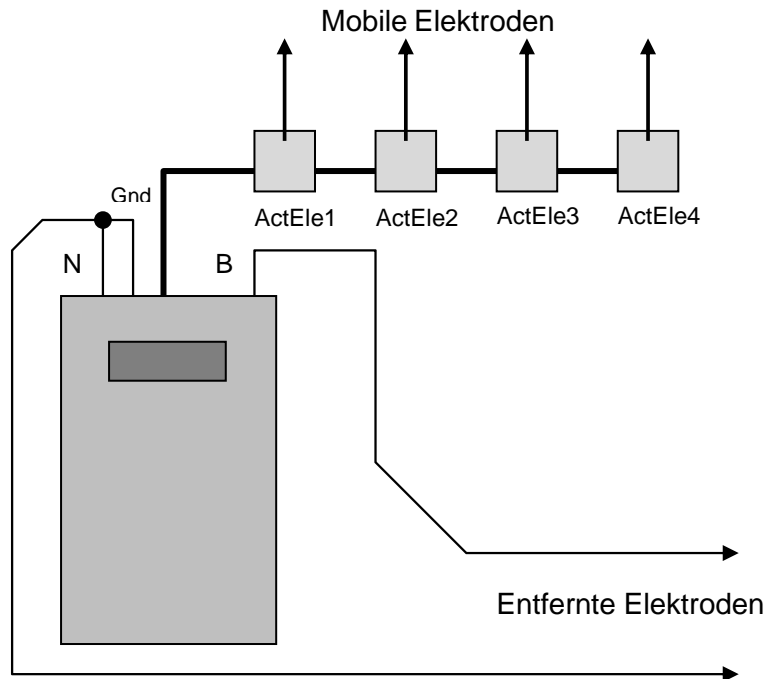 Mobile Elektroden
Gnd
ActEle1 ActEle2 ActEle3 ActEle4
N B
Entfernte Elektroden